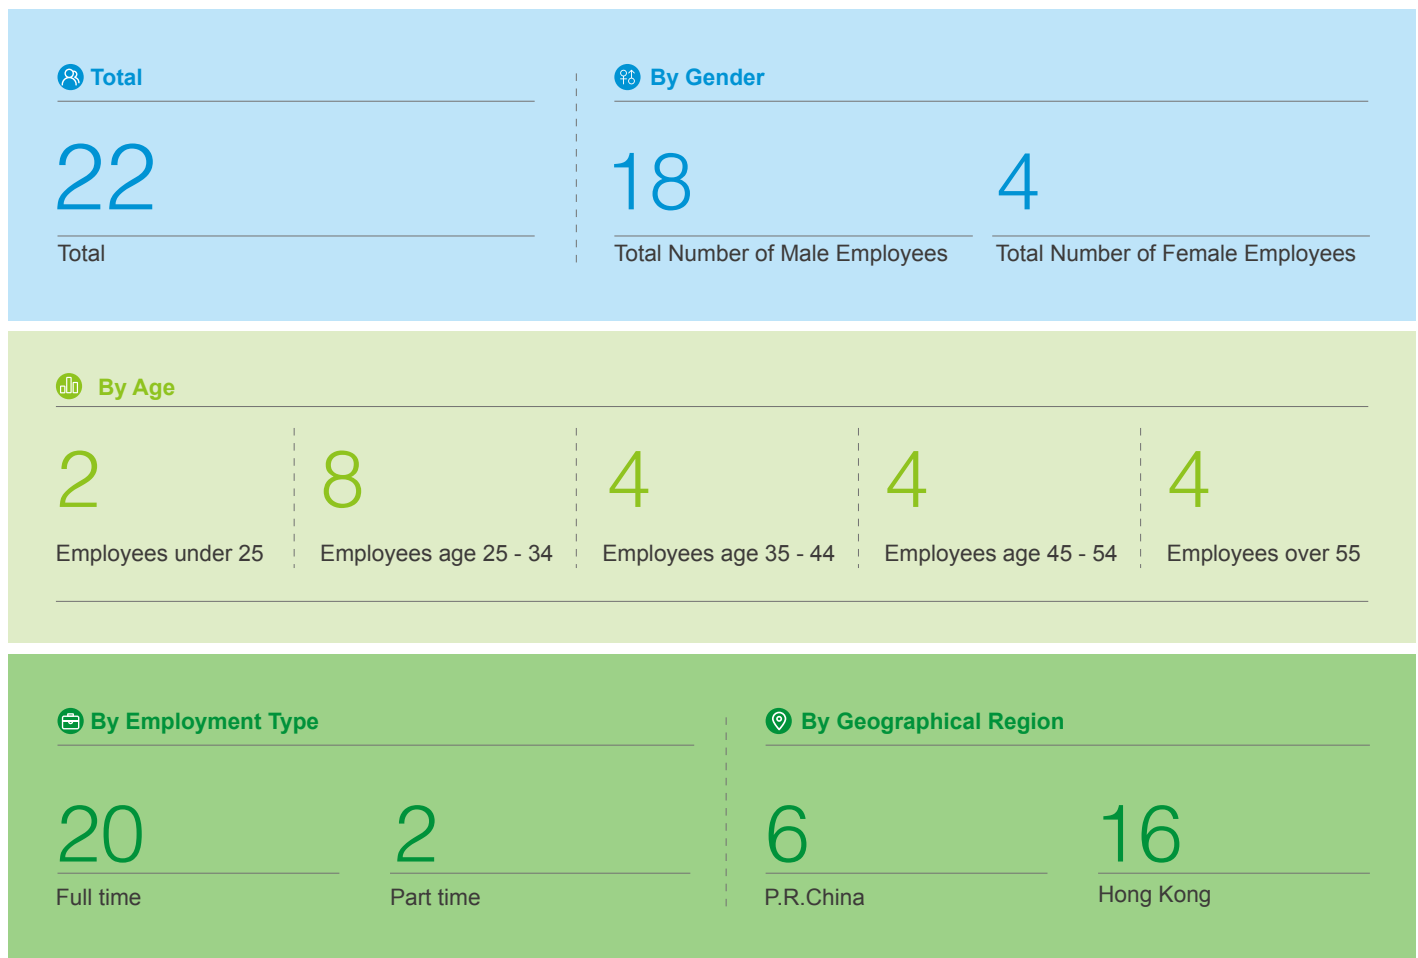 Total
By Gender
22
18
4
Total
Total Number of Male Employees
Total Number of Female Employees
By Age
2
8
4
4
4
Employees under 25
Employees age 25 - 34
Employees age 35 - 44
Employees age 45 - 54
Employees over 55
By Employment Type
By Geographical Region
20
2
6
16
Full time
Part time
P.R.China
Hong Kong